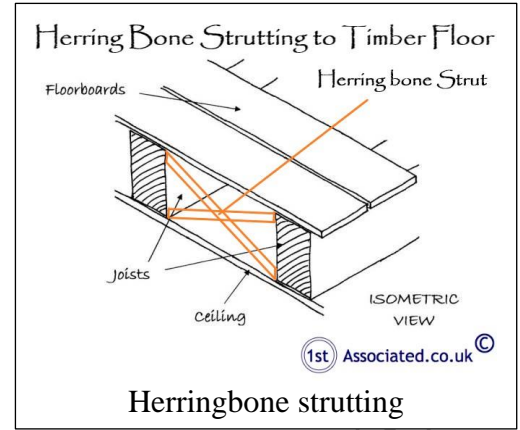 Herring Bone Strutting to Timber Floor
Herring bone Strut
Floorboards
Joists
Ceiling
ISOMETRIC
VIEW
1st Associated.co.uk ©
Herringbone strutting